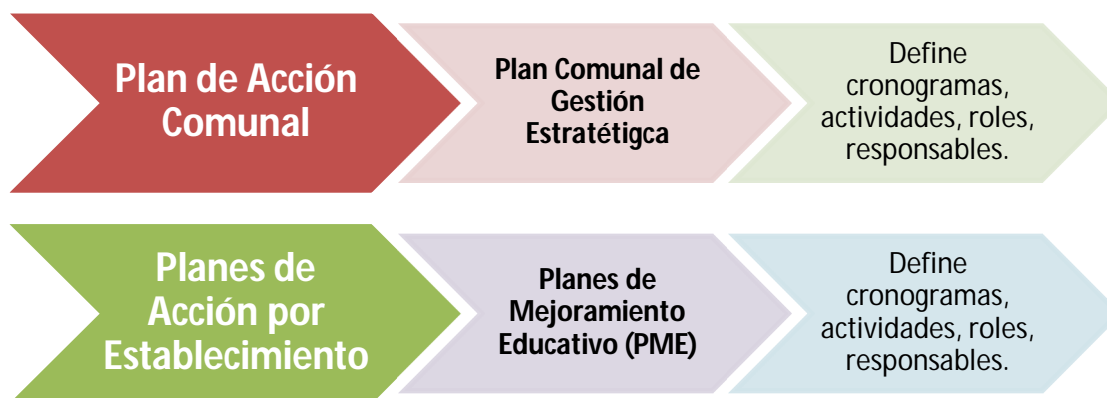 Plan de Acción
Comunal
Plan Comunal de
Gestión
Estratétigca
Define
cronogramas,
actividades, roles,
responsables.
Planes de
Acción por
Establecimiento
Planes de
Mejoramiento
Educativo (PME)
Define
cronogramas,
actividades, roles,
responsables.